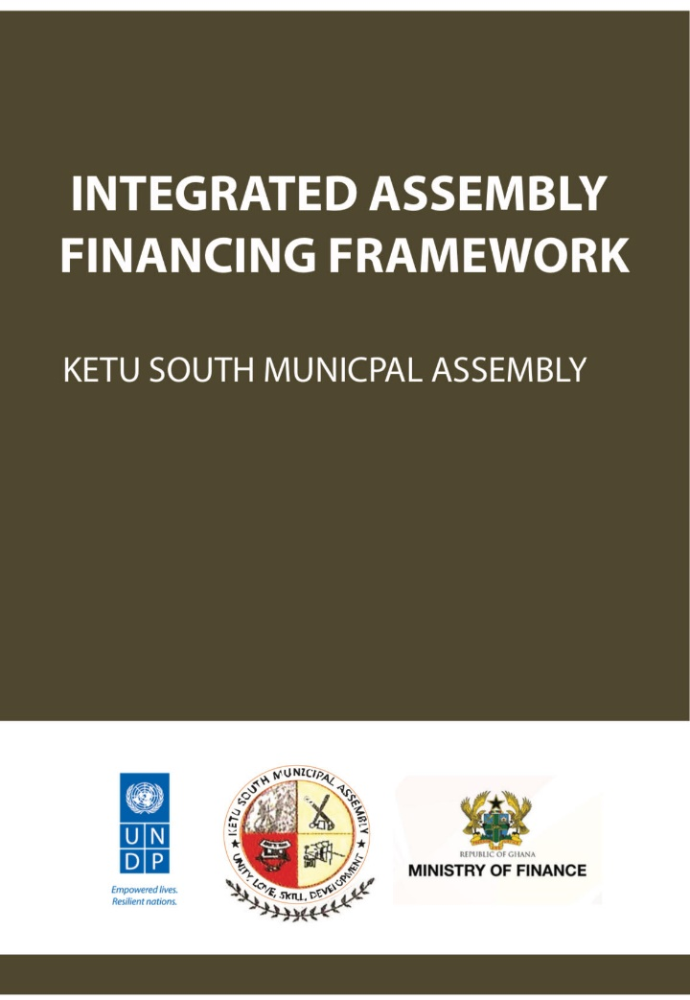 INTEGRATED ASSEMBLY
FINANCING FRAMEWORK
KETU SOUTH MUNICPAL ASSEMBLY
U N
D P
Empowered lives.
Resilient nations.
KETU SOUTH MUNICIPAL ASSEMBLY
UNITY, LOVE, SKILL, DEVELOPMENT
REPUBLIC OF GHANA
MINISTRY OF FINANCE